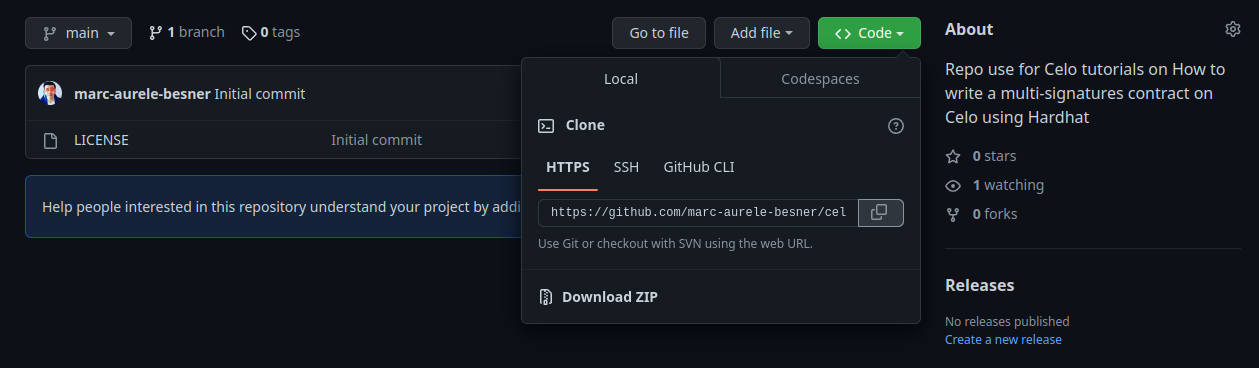 main
1 branch
0 tags
Go to file
Add file
Code
marc-aurele-besner Initial commit
LICENSE
Initial commit
Help people interested in this repository understand your project by addi
Local
Codespaces
Clone
HTTPS
SSH
GitHub CLI
https://github.com/marc-aurele-besner/cel
Use Git or checkout with SVN using the web URL.
Download ZIP
About
Repo use for Celo tutorials on How to
write a multi-signatures contract on
Celo using Hardhat
0 stars
1 watching
0 forks
Releases
No releases published
Create a new release